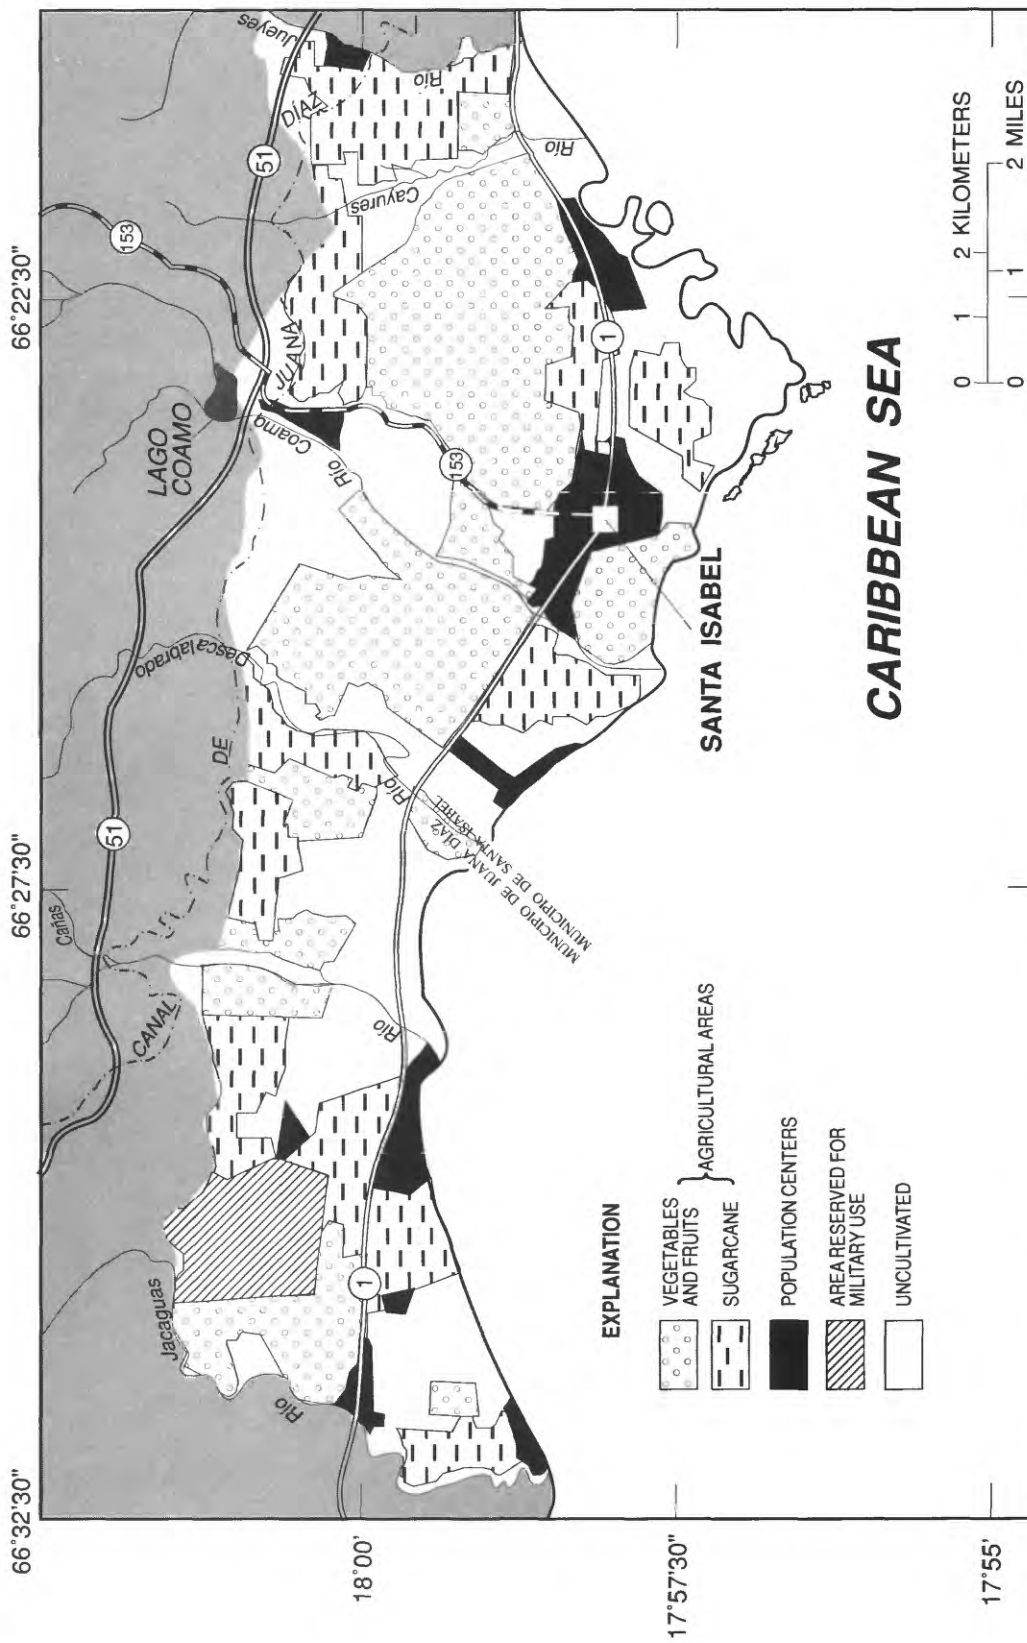 66°32'30"
66°27'30"
66°22'30"
18°00'
17°57'30"
17°55'
51
Cañas
CANAL
DE
JUANA
DÍAZ
Descalabrado
LAGO
COAMO
153
51
Jueyes
Río
Cayures
Río
Coamo
Río
153
Jacaguas
Río
Río
Río
1
1
MUNICIPIO DE JUANA DÍAZ
MUNICIPIO DE SANTA ISABEL
SANTA ISABEL
CARIBBEAN SEA
EXPLANATION
VEGETABLES
AND FRUITS
SUGARCANE
AGRICULTURAL AREAS
POPULATION CENTERS
AREA RESERVED FOR
MILITARY USE
UNCULTIVATED
0 1 2 KILOMETERS
0 1 2 MILES